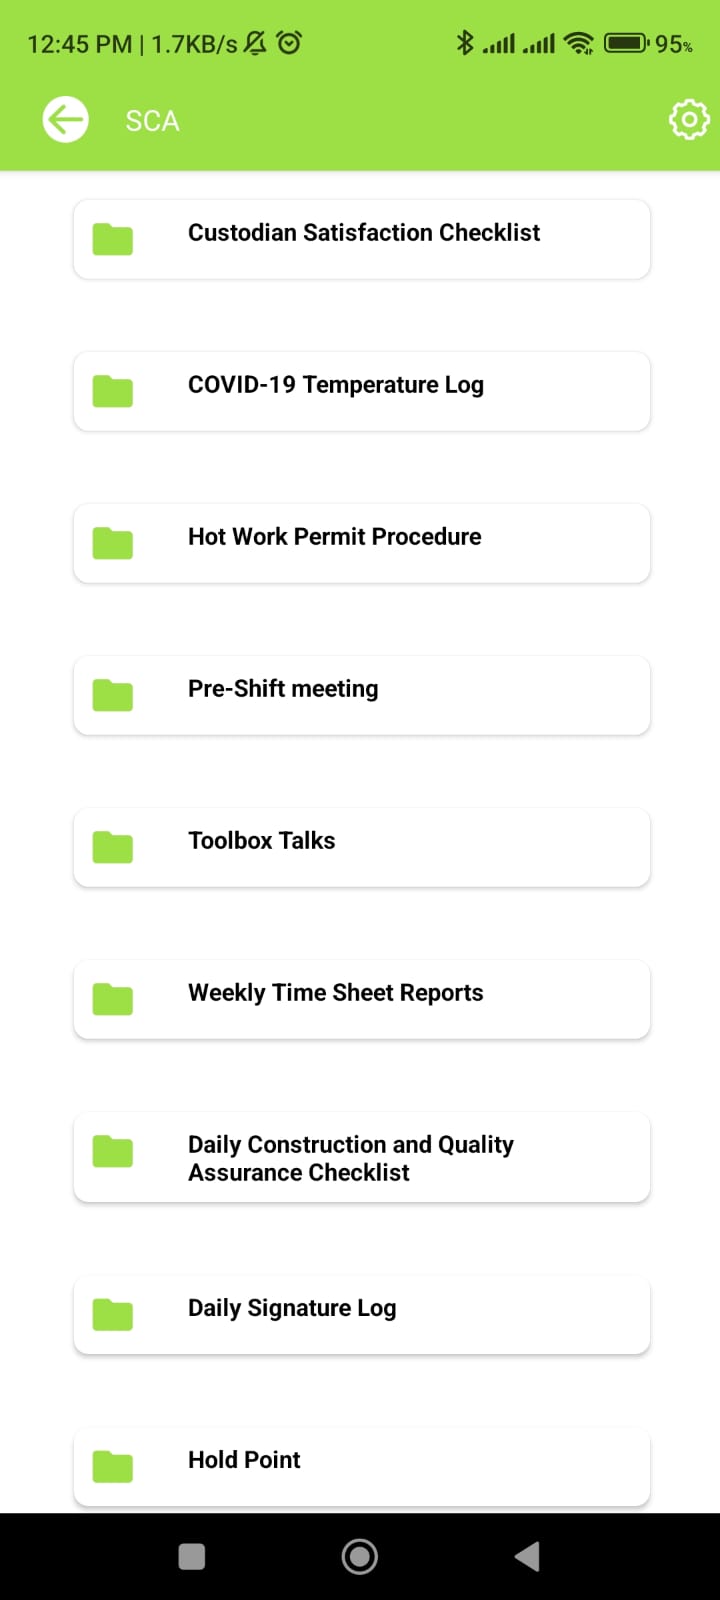 12:45 PM | 1.7KB/s 95%
SCA
Custodian Satisfaction Checklist
COVID-19 Temperature Log
Hot Work Permit Procedure
Pre-Shift meeting
Toolbox Talks
Weekly Time Sheet Reports
Daily Construction and Quality
Assurance Checklist
Daily Signature Log
Hold Point